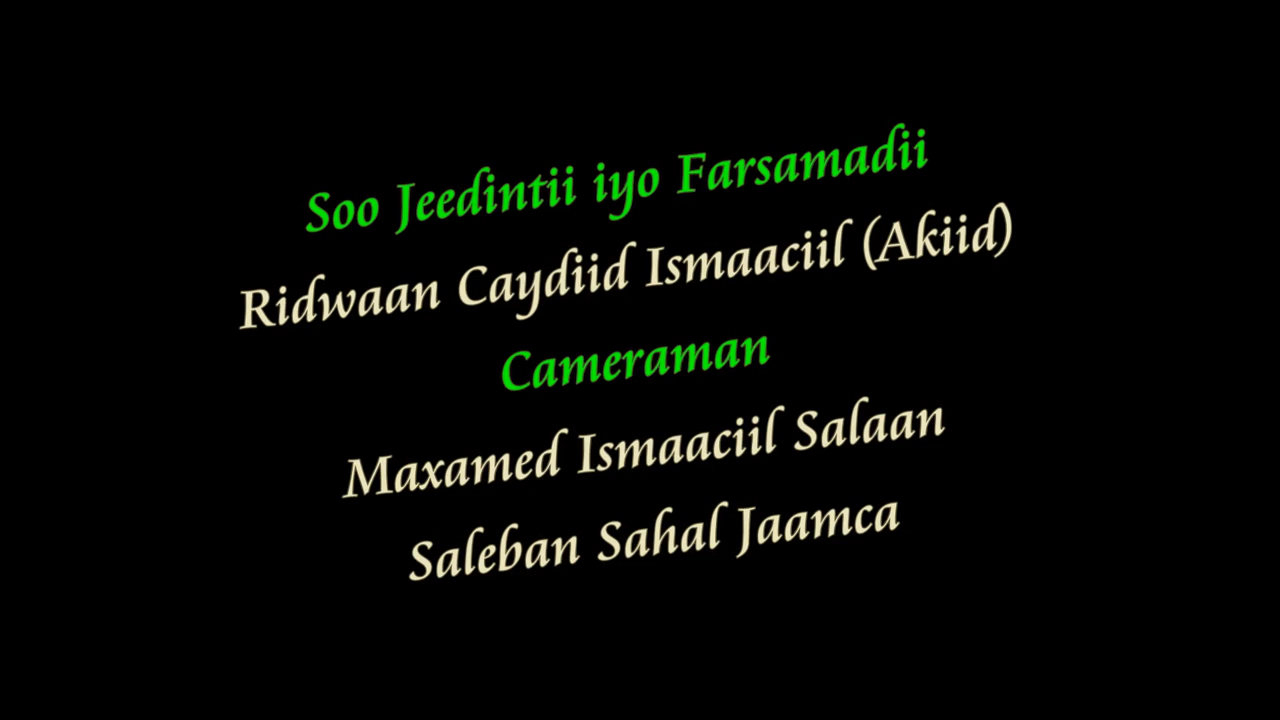 Soo Jeedintii iyo Farsamadii
Ridwaan Caydiid Ismaaciil (Akiid)
Cameraman
Maxamed Ismaaciil Salaan
Saleban Sahal Jaamca